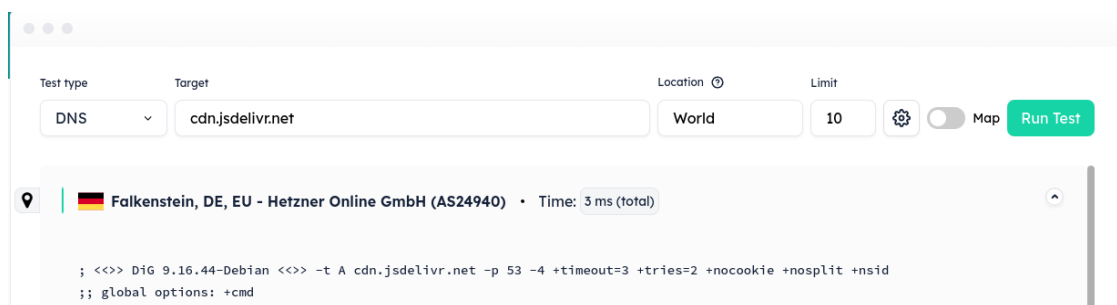 Test type Target Location Limit
DNS cdn.jsdelivr.net World 10 Map Run Test
Falkenstein, DE, EU - Hetzner Online GmbH (AS24940) • Time: 3 ms (total)
; <<>> DiG 9.16.44-Debian <<>> -t A cdn.jsdelivr.net -p 53 -4 +timeout=3 +tries=2 +nocookie +nosplit +nsid
;; global options: +cmd